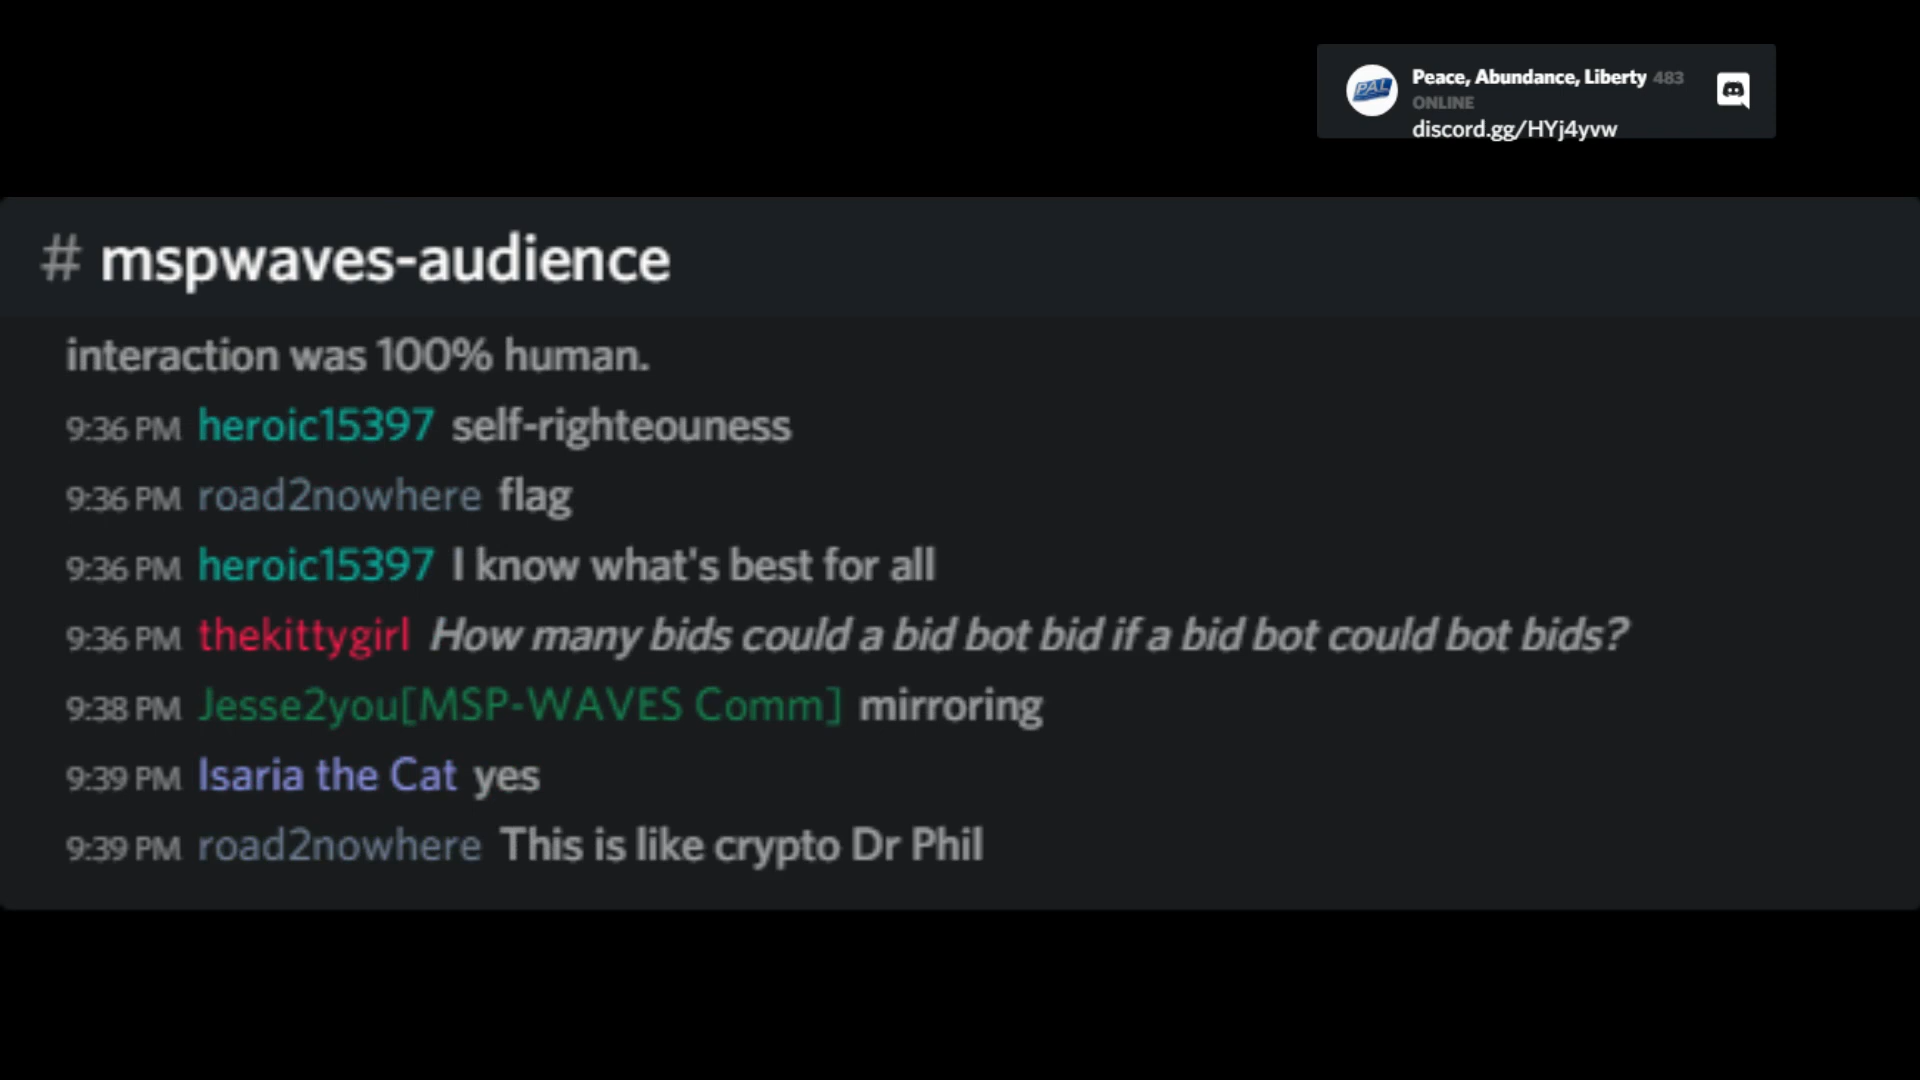 PAL
Peace, Abundance, Liberty 483
ONLINE
discord.gg/HYj4yvw
# mspwaves-audience
interaction was 100% human.
9:36 PM heroic15397 self-righteouness
9:36 PM road2nowhere flag
9:36 PM heroic15397 I know what's best for all
9:36 PM thekittygirl How many bids could a bid bot bid if a bid bot could bot bids?
9:38 PM Jesse2you[MSP-WAVES Comm] mirroring
9:39 PM Isaria the Cat yes
9:39 PM road2nowhere This is like crypto Dr Phil